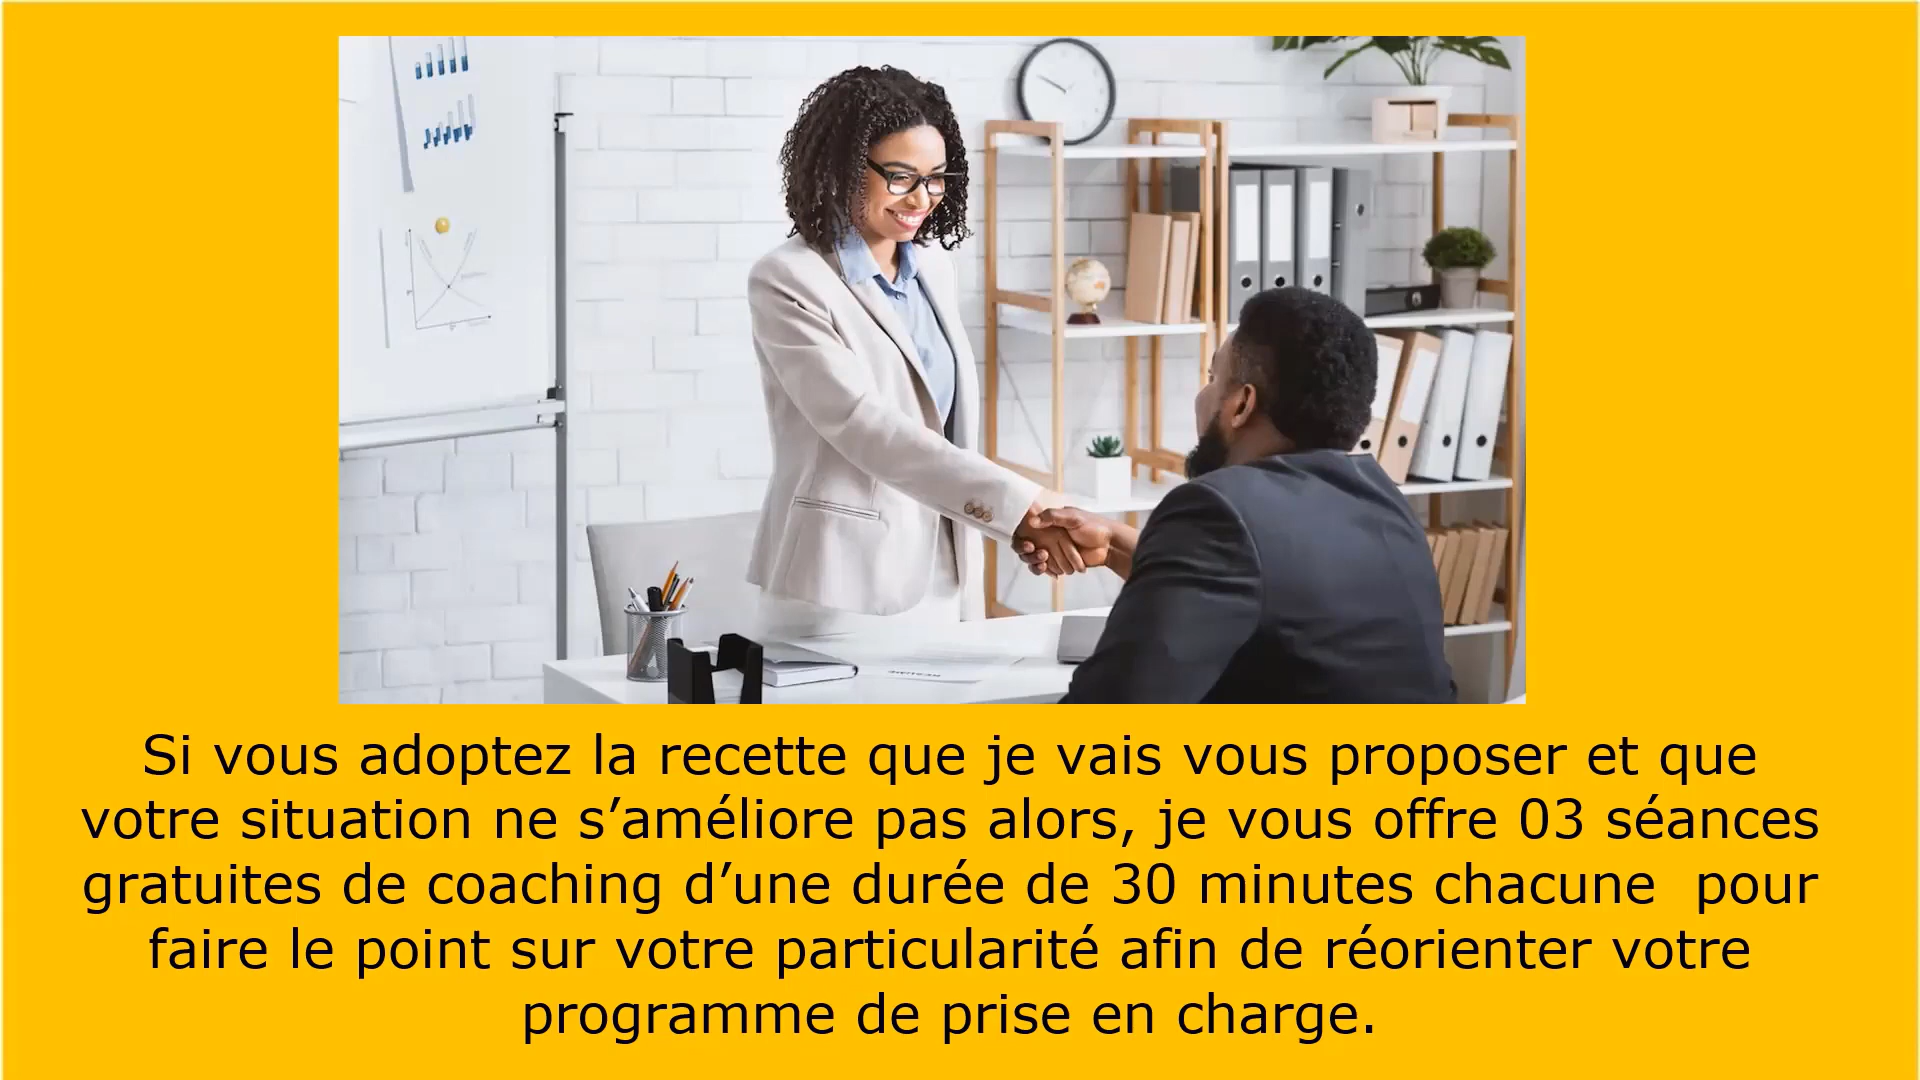 Si vous adoptez la recette que je vais vous proposer et que
votre situation ne s’améliore pas alors, je vous offre 03 séances
gratuites de coaching d’une durée de 30 minutes chacune  pour
faire le point sur votre particularité afin de réorienter votre
programme de prise en charge.